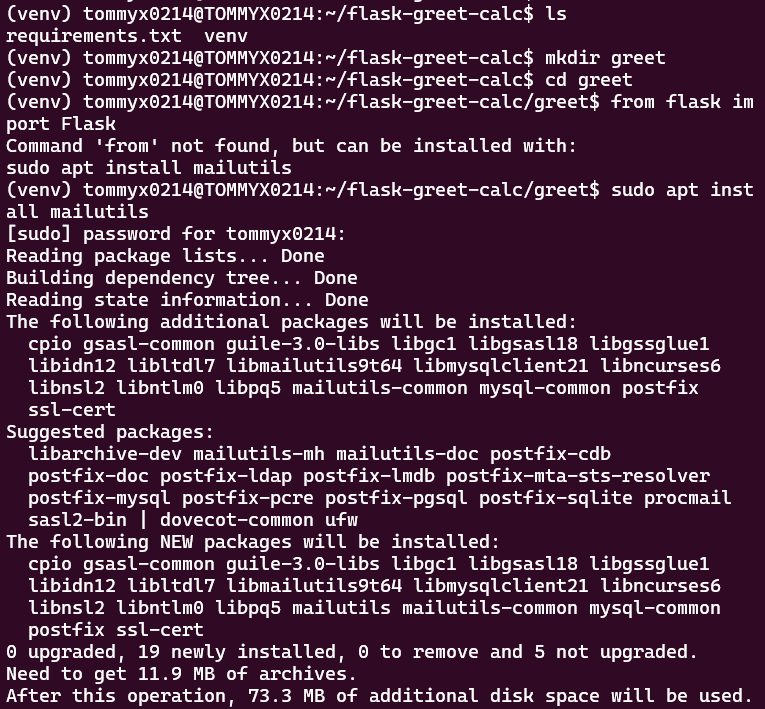 (venv) tommyx0214@TOMMYX0214:~/flask-greet-calc$ ls
requirements.txt  venv
(venv) tommyx0214@TOMMYX0214:~/flask-greet-calc$ mkdir greet
(venv) tommyx0214@TOMMYX0214:~/flask-greet-calc$ cd greet
(venv) tommyx0214@TOMMYX0214:~/flask-greet-calc/greet$ from flask im
port Flask
Command 'from' not found, but can be installed with:
sudo apt install mailutils
(venv) tommyx0214@TOMMYX0214:~/flask-greet-calc/greet$ sudo apt inst
all mailutils
[sudo] password for tommyx0214:
Reading package lists... Done
Building dependency tree... Done
Reading state information... Done
The following additional packages will be installed:
  cpio gsasl-common guile-3.0-libs libgc1 libgsasl18 libgssglue1
  libidn12 libltdl7 libmailutils9t64 libmysqlclient21 libncurses6
  libnsl2 libntlm0 libpq5 mailutils-common mysql-common postfix
  ssl-cert
Suggested packages:
  libarchive-dev mailutils-mh mailutils-doc postfix-cdb
  postfix-doc postfix-ldap postfix-lmdb postfix-mta-sts-resolver
  postfix-mysql postfix-pcre postfix-pgsql postfix-sqlite procmail
  sasl2-bin | dovecot-common ufw
The following NEW packages will be installed:
  cpio gsasl-common guile-3.0-libs libgc1 libgsasl18 libgssglue1
  libidn12 libltdl7 libmailutils9t64 libmysqlclient21 libncurses6
  libnsl2 libntlm0 libpq5 mailutils mailutils-common mysql-common
  postfix ssl-cert
0 upgraded, 19 newly installed, 0 to remove and 5 not upgraded.
Need to get 11.9 MB of archives.
After this operation, 73.3 MB of additional disk space will be used.